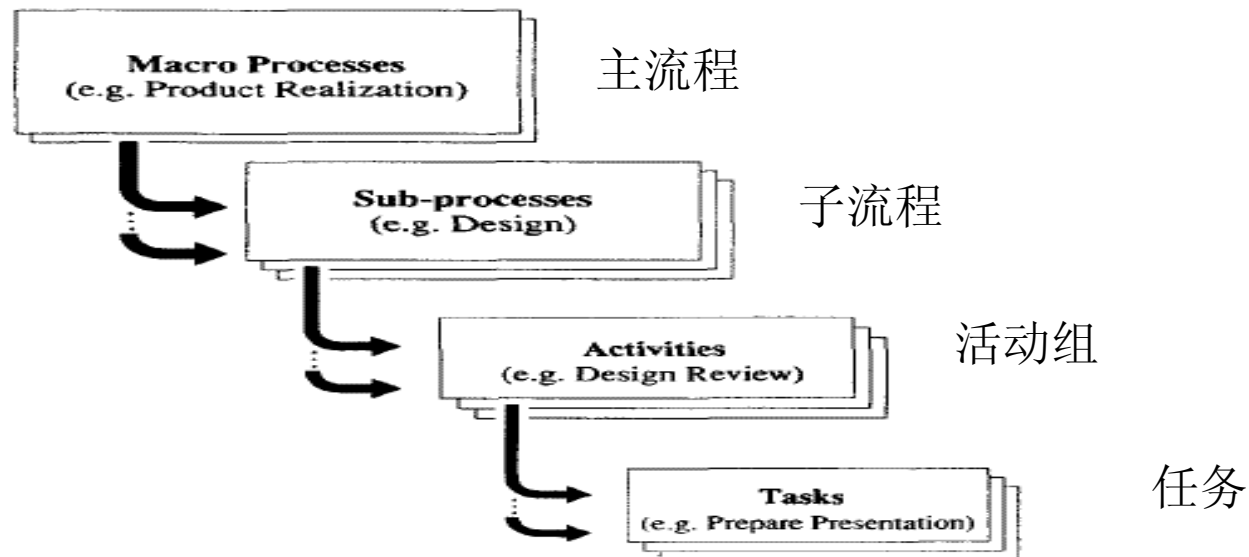 Macro Processes
(e.g. Product Realization)
主流程
Sub-processes
(e.g. Design)
子流程
Activities
(e.g. Design Review)
活动组
Tasks
(e.g. Prepare Presentation)
任务